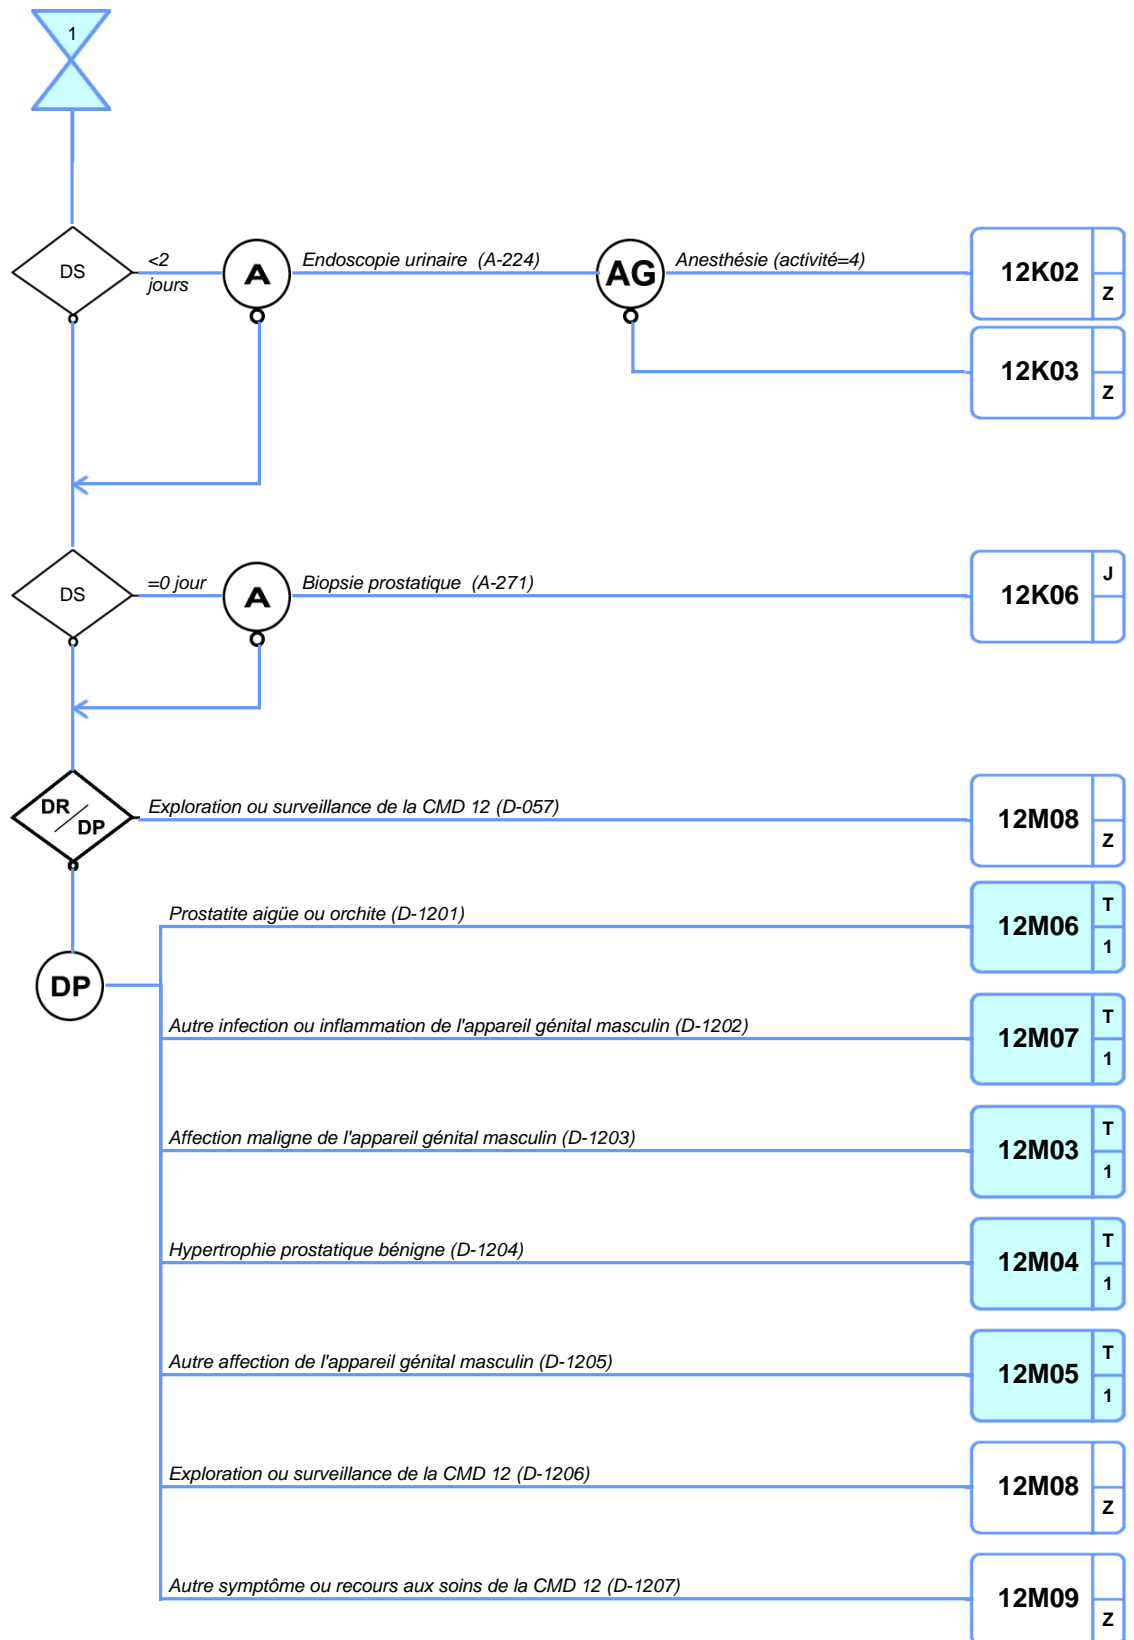 1
DS
<2
jours
A
Endoscopie urinaire (A-224)
AG
Anesthésie (activité=4)
12K02
Z
12K03
Z
DS
=0 jour
A
Biopsie prostatique (A-271)
12K06
J
DR
DP
Exploration ou surveillance de la CMD 12 (D-057)
12M08
Z
DP
Prostatite aigüe ou orchite (D-1201)
12M06
T
1
Autre infection ou inflammation de l'appareil génital masculin (D-1202)
12M07
T
1
Affection maligne de l'appareil génital masculin (D-1203)
12M03
T
1
Hypertrophie prostatique bénigne (D-1204)
12M04
T
1
Autre affection de l'appareil génital masculin (D-1205)
12M05
T
1
Exploration ou surveillance de la CMD 12 (D-1206)
12M08
Z
Autre symptôme ou recours aux soins de la CMD 12 (D-1207)
12M09
Z